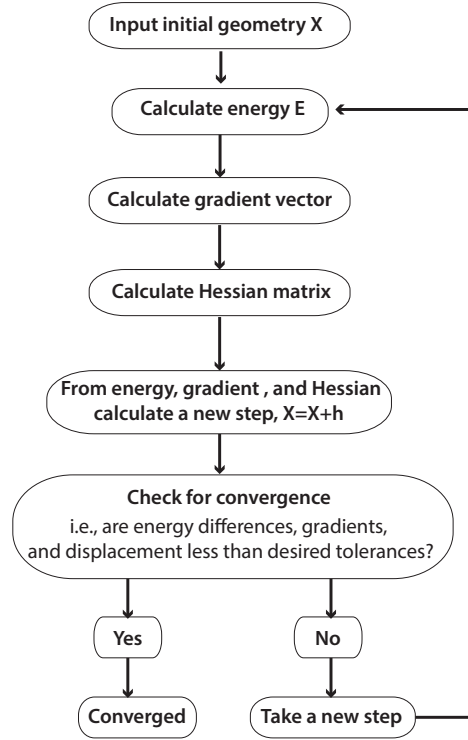 Input initial geometry X
Calculate energy E
Calculate gradient vector
Calculate Hessian matrix
From energy, gradient , and Hessian
calculate a new step, X=X+h
Check for convergence
i.e., are energy differences, gradients,
and displacement less than desired tolerances?
Yes
No
Converged
Take a new step